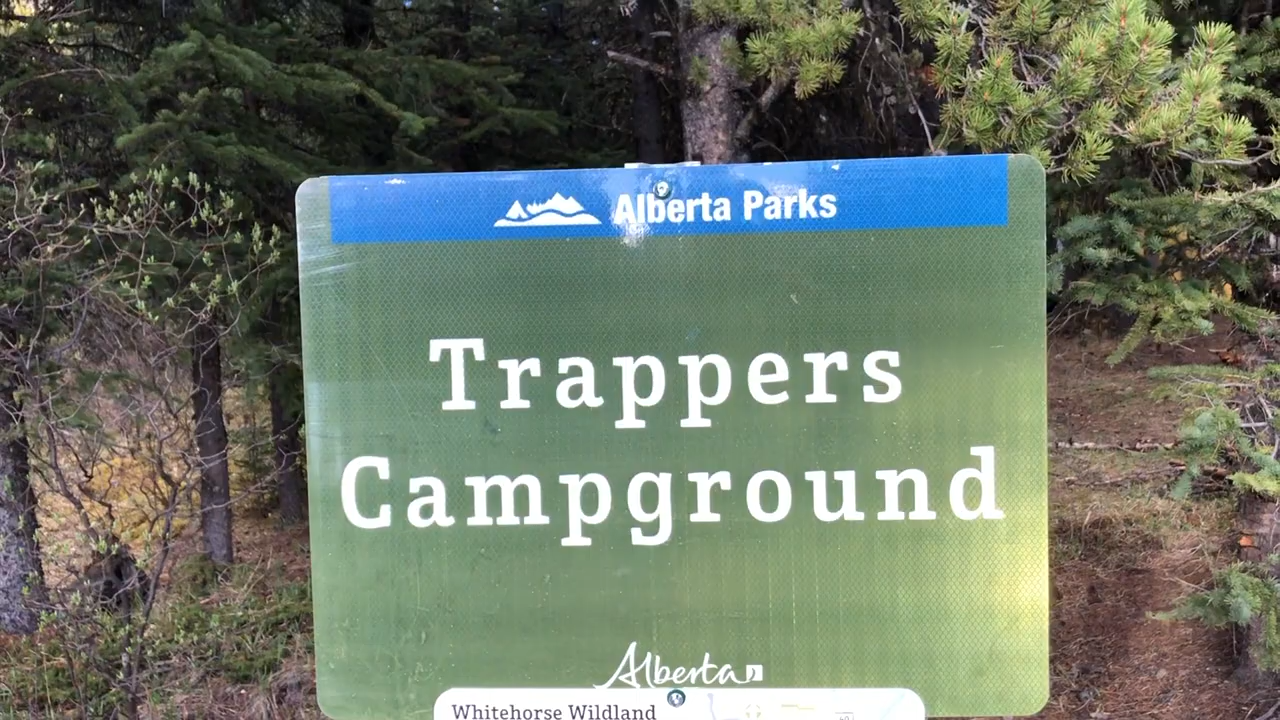 Alberta Parks
Trappers
Campground
Alberta
Whitehorse Wildland